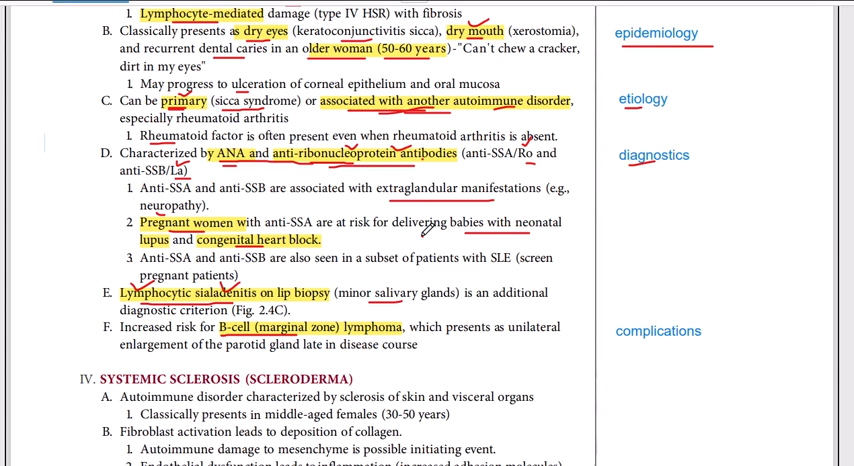 1. Lymphocyte-mediated damage (type IV HSR) with fibrosis
B. Classically presents as dry eyes (keratoconjunctivitis sicca), dry mouth (xerostomia),
and recurrent dental caries in an older woman (50-60 years)-"Can't chew a cracker,
dirt in my eyes"
1. May progress to ulceration of corneal epithelium and oral mucosa
C. Can be primary (sicca syndrome) or associated with another autoimmune disorder,
especially rheumatoid arthritis
1. Rheumatoid factor is often present even when rheumatoid arthritis is absent.
D. Characterized by ANA and anti-ribonucleoprotein antibodies (anti-SSA/Ro and
anti-SSB/La)
1. Anti-SSA and anti-SSB are associated with extraglandular manifestations (e.g.,
neuropathy).
2 Pregnant women with anti-SSA are at risk for delivering babies with neonatal
lupus and congenital heart block.
3 Anti-SSA and anti-SSB are also seen in a subset of patients with SLE (screen
pregnant patients)
E. Lymphocytic sialadenitis on lip biopsy (minor salivary glands) is an additional
diagnostic criterion (Fig. 2.4C).
F. Increased risk for B-cell (marginal zone) lymphoma, which presents as unilateral
enlargement of the parotid gland late in disease course
IV. SYSTEMIC SCLEROSIS (SCLERODERMA)
A. Autoimmune disorder characterized by sclerosis of skin and visceral organs
1. Classically presents in middle-aged females (30-50 years)
B. Fibroblast activation leads to deposition of collagen.
1. Autoimmune damage to mesenchyme is possible initiating event.
2. Endothelial dysfunction leads to inflammation (increased adhesion molecules)
epidemiology
etiology
diagnostics
complications